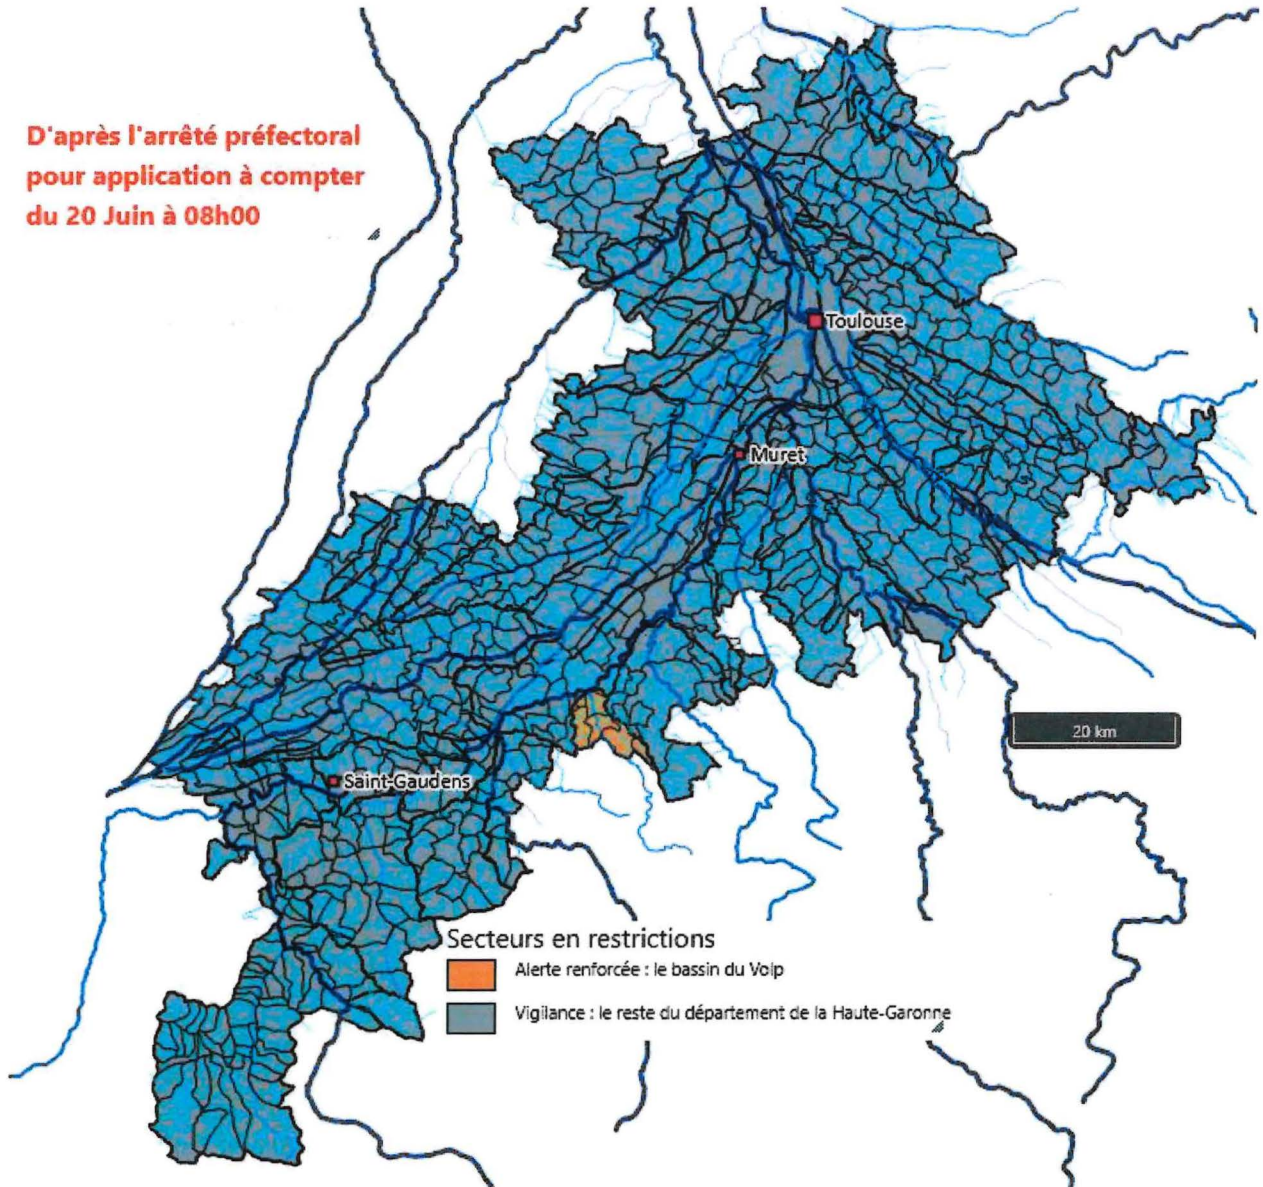 D'après l'arrêté préfectoral
pour application à compter
du 20 Juin à 08h00
Toulouse
Muret
20 km
Saint-Gaudens
Secteurs en restrictions
Alerte renforcée : le bassin du Volp
Vigilance : le reste du département de la Haute-Garonne